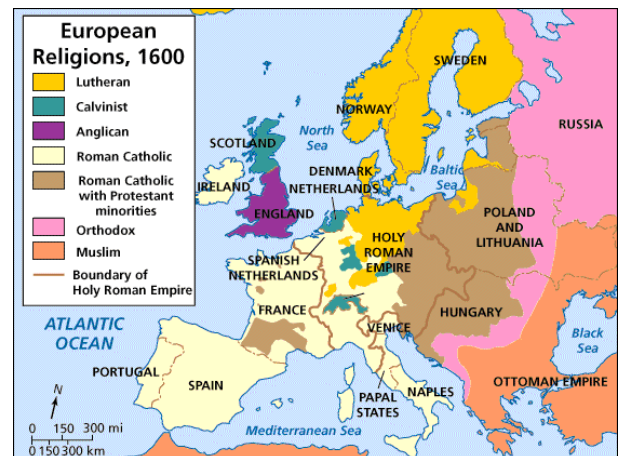 European
Religions, 1600
Lutheran
Calvinist
Anglican
Roman Catholic
Roman Catholic
with Protestant
minorities
Orthodox
Muslim
Boundary of
Holy Roman Empire
SWEDEN
NORWAY
RUSSIA
SCOTLAND
North
Sea
DENMARK
Baltic
Sea
NETHERLANDS
IRELAND
ENGLAND
POLAND
AND
LITHUANIA
HOLY
ROMAN
EMPIRE
SPANISH
NETHERLANDS
FRANCE
HUNGARY
VENICE
ATLANTIC
OCEAN
Black
Sea
PORTUGAL
SPAIN
PAPAL
STATES
NAPLES
OTTOMAN EMPIRE
Mediterranean Sea
N
0 150 300 mi
0 150 300 km